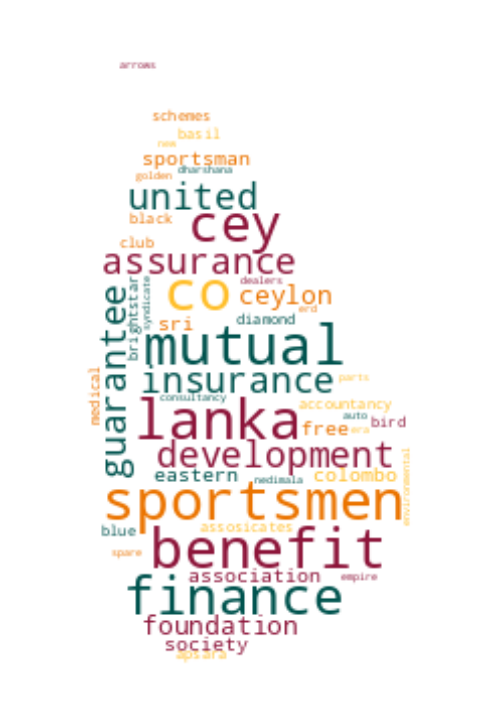 arrows
schemes
basil
new
sportsman
dharshana
golden
united
black
cey
club
assurance
dealers
co
ceylon
brightstar
syndicate
guarantee
erd
sri
diamond
mutual
insurance
parts
medical
consultancy
accountancy
lanka
auto
bird
free
era
development
eastern
colombo
nedimala
environmental
sportsmen
blue
assosicates
benefit
spare
association
empire
finance
foundation
society
apsara